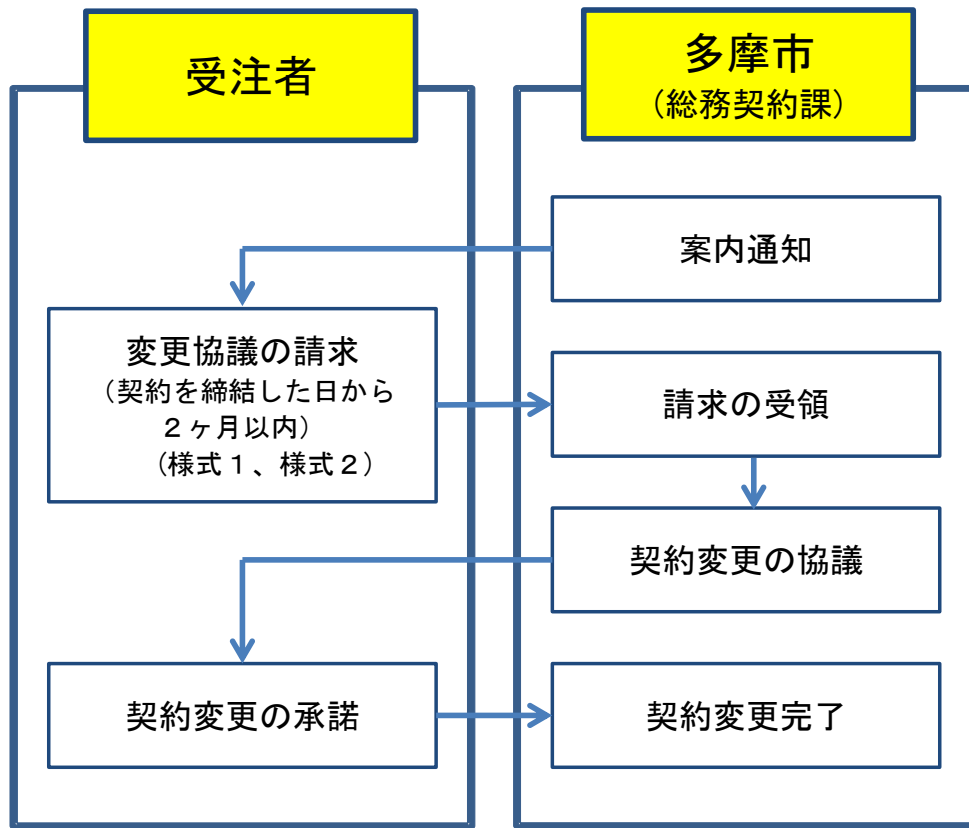 受注者
多摩市
（総務契約課）
案内通知
変更協議の請求
（契約を締結した日から
２ヶ月以内）
（様式１、様式２）
請求の受領
契約変更の協議
契約変更の承諾
契約変更完了